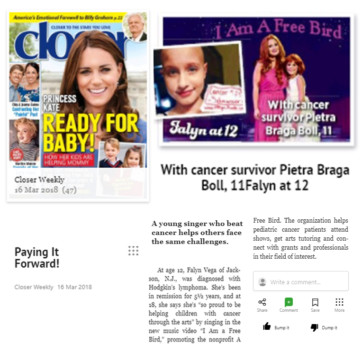 America's Emotional Farewell to Billy Graham p.22
CLOSER TO THE STARS YOU LOVE
closer
PRINCESS
KATE
READY FOR
BABY!
HOW HER KIDS ARE
HELPING MOMMY
Closer Weekly
16 Mar 2018 (47)
I Am A Free Bird
With cancer
survivor Pietra
Braga Boll, 11
Falyn at 12
With cancer survivor Pietra Braga
Boll, 11Falyn at 12
Paying It
Forward!
Closer Weekly 16 Mar 2018
A young singer who beat
cancer helps others face
the same challenges.
At age 12, Falyn Vega of Jack-
son, N.J., was diagnosed with
Hodgkin's lymphoma. She's been
in remission for 5½ years, and at
18, she says she's "so proud to be
helping children with cancer
through the arts" by singing in the
new music video "I Am a Free
Bird," promoting the nonprofit A
Free Bird. The organization helps
pediatric cancer patients attend
shows, get arts tutoring and con-
nect with grants and professionals
in their field of interest.
Write a comment...
Share
Comment
Save
More
Bump it
Dump it